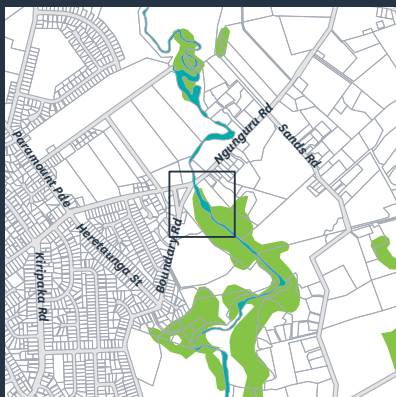 Ngunguru Rd
Sands Rd
Paramount Pde
Heretaunga St
Boundary Rd
Kiripaka Rd